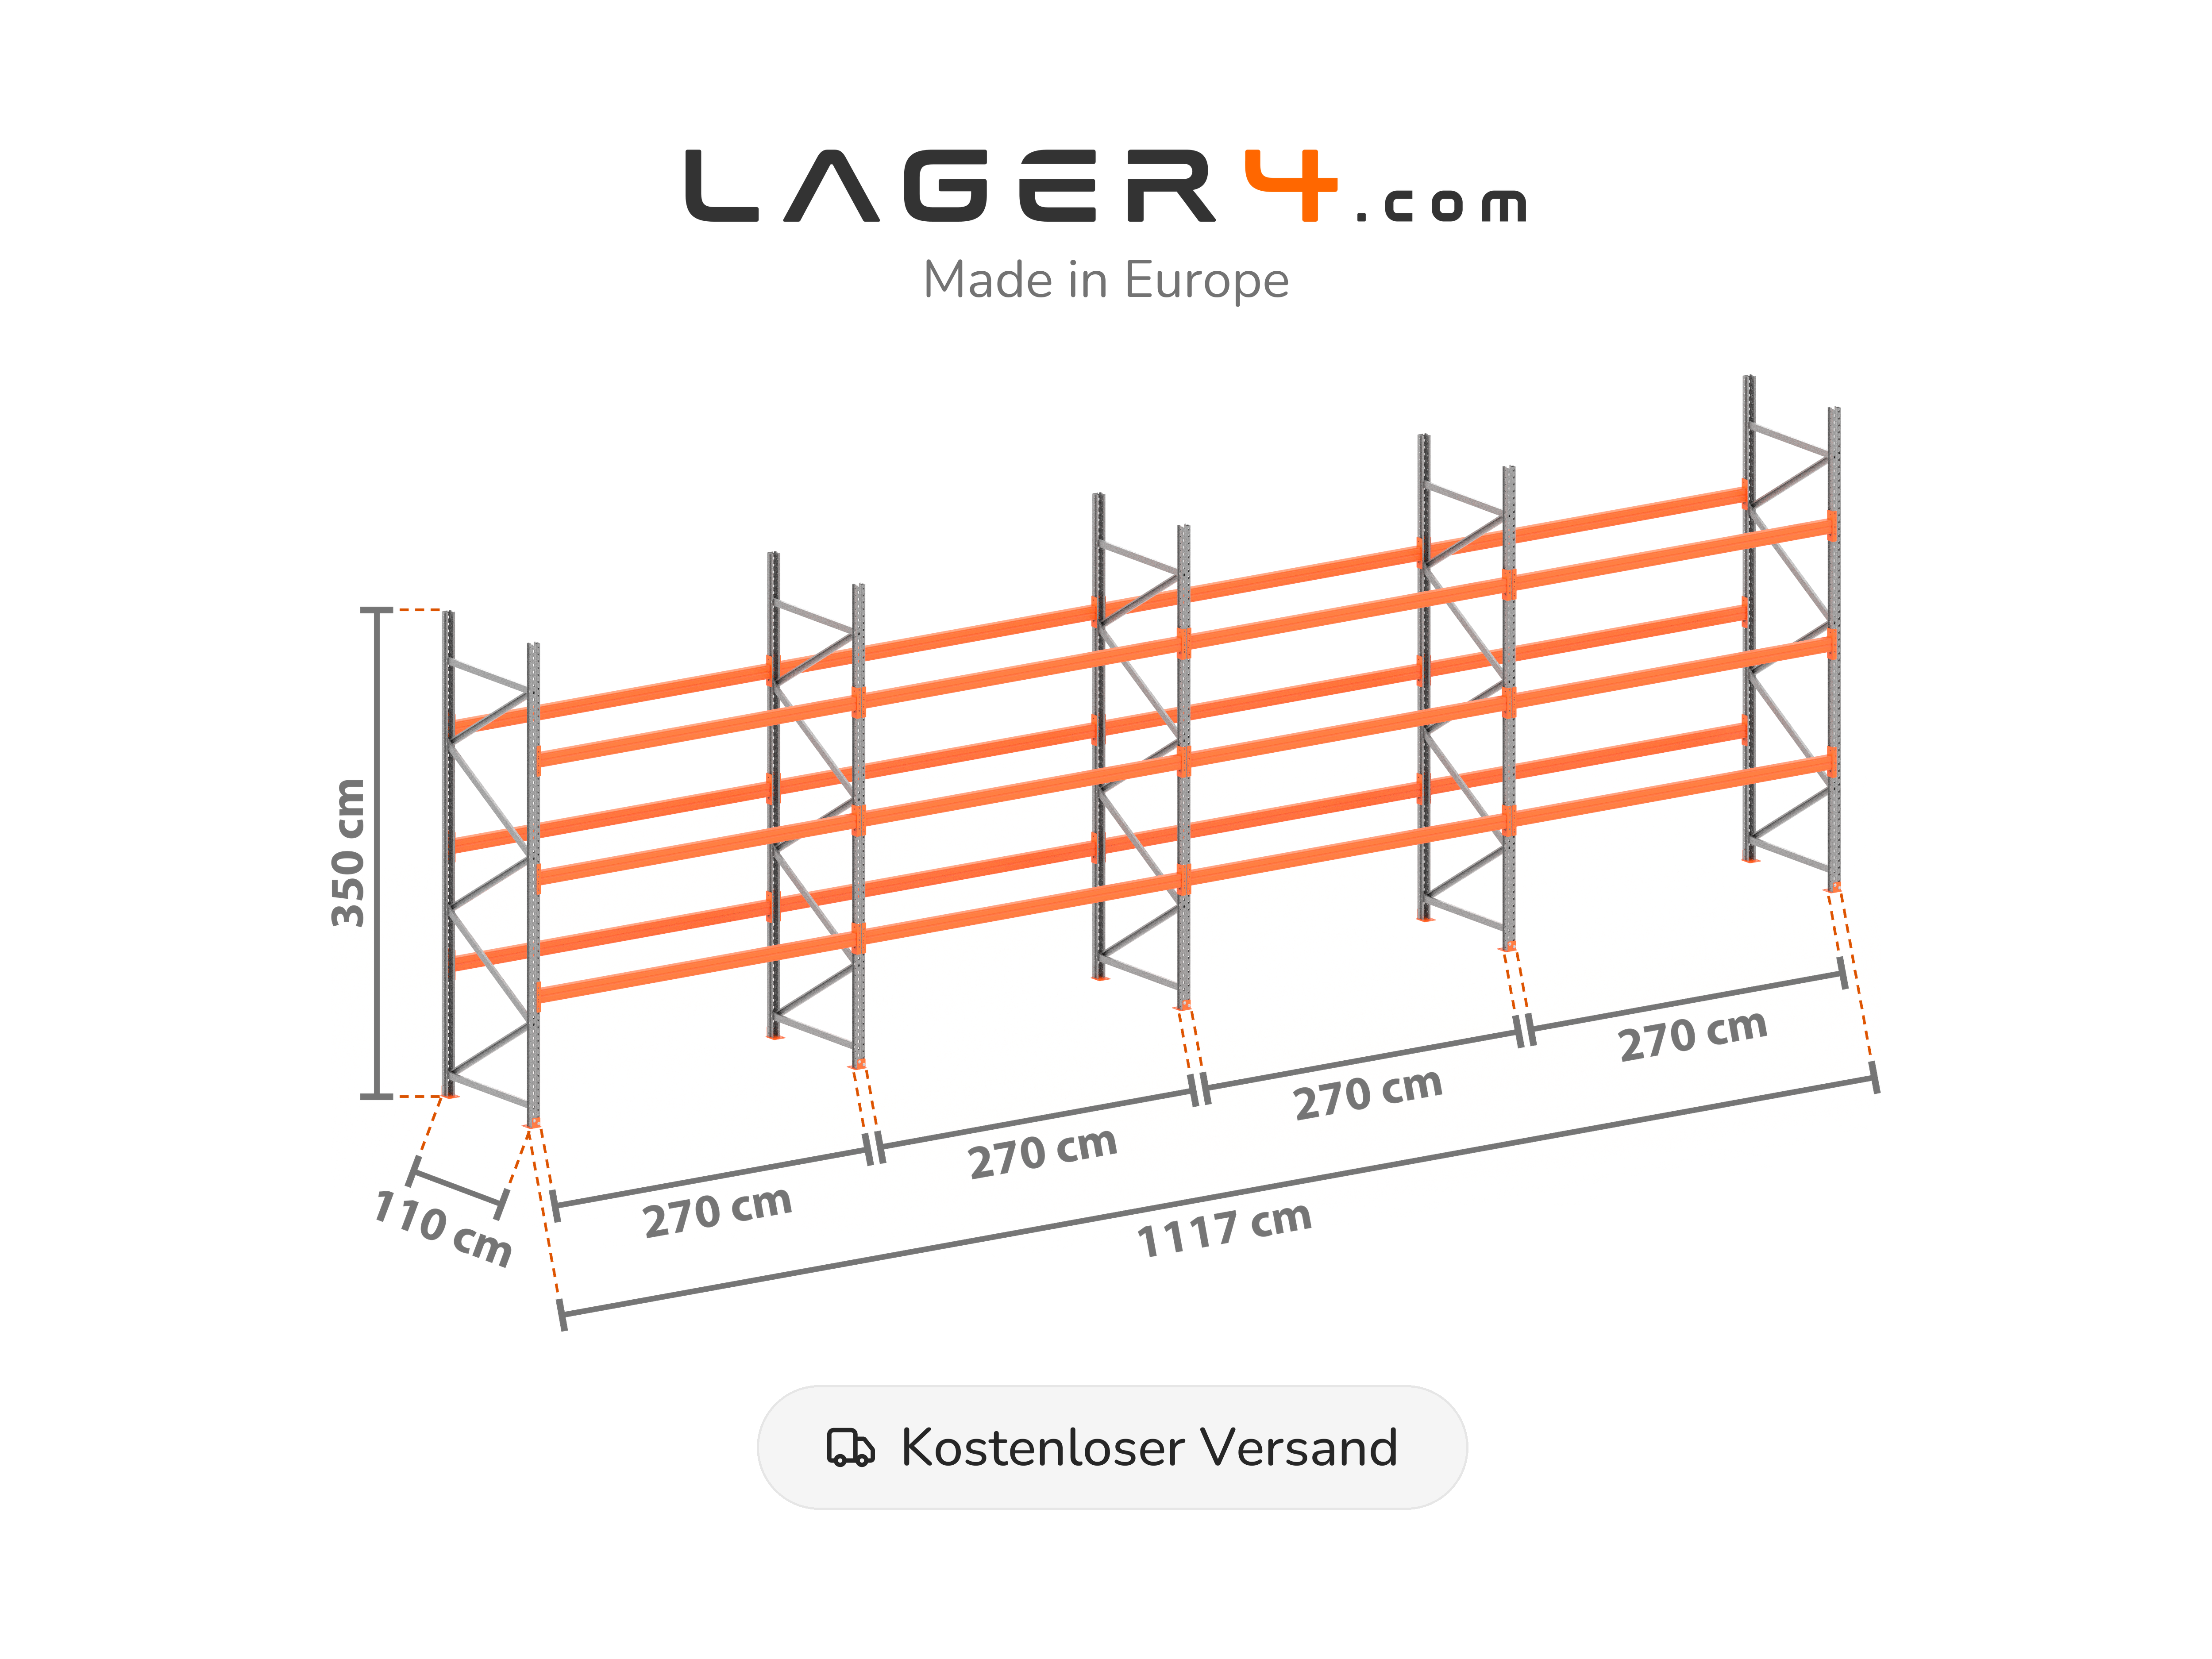 LAGER4.com
Made in Europe
350 cm
110 cm
270 cm
270 cm
270 cm
270 cm
1117 cm
Kostenloser Versand